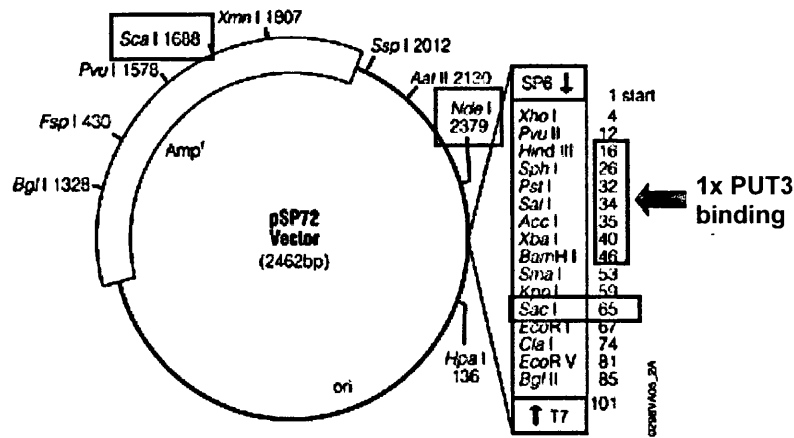 Xmn I 1807
Sca I 1688
Ssp I 2012
Pvu I 1578
Aat II 2130
Nde I
2379
Fsp I 430
Amp^r
Bgl I 1328
pSP72
Vector
(2462bp)
Hpa I
136
ori
SP6 ↓
1 start
Xho I 4
Pvu II 12
Hind III 16
Sph I 26
Pst I 32
Sal I 34
Acc I 35
Xba I 40
BamH I 46
Sma I 53
Kpn I 59
Sac I 65
EcoR I 67
Cla I 74
EcoR V 81
Bgl II 85
101
↑ T7
1x PUT3
binding
0298VA05_2A